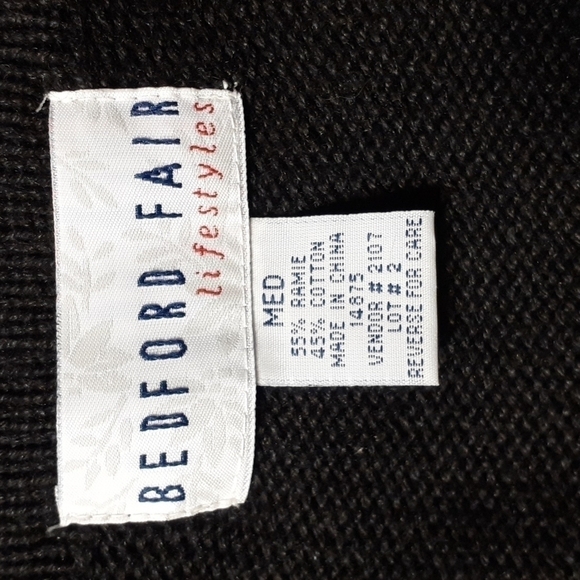 BEDFORD FAIR
lifestyles
MED
55% RAMIE
45% COTTON
MADE IN CHINA
14875
VENDOR # 2107
LOT # 2
REVERSE FOR CARE